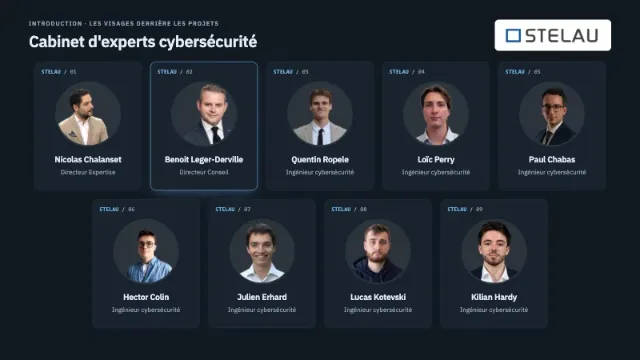 INTRODUCTION · LES VISAGES DERRIÈRE LES PROJETS
Cabinet d'experts cybersécurité
STELAU
STELAU / 01
Nicolas Chalanset
Directeur Expertise
STELAU / 02
Benoit Leger-Derville
Directeur Conseil
STELAU / 03
Quentin Ropele
Ingénieur cybersécurité
STELAU / 04
Loïc Perry
Ingénieur cybersécurité
STELAU / 05
Paul Chabas
Ingénieur cybersécurité
STELAU / 06
Hector Colin
Ingénieur cybersécurité
STELAU / 07
Julien Erhard
Ingénieur cybersécurité
STELAU / 08
Lucas Kotevski
Ingénieur cybersécurité
STELAU / 09
Kilian Hardy
Ingénieur cybersécurité